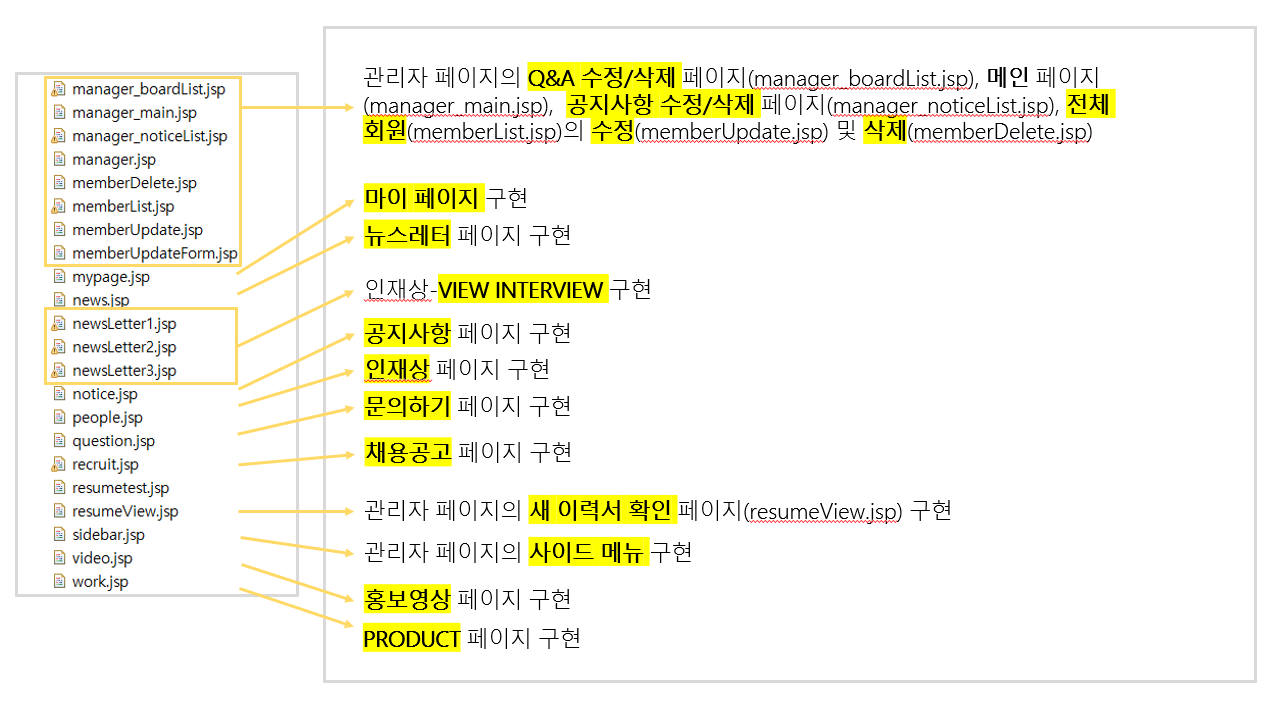 manager_boardList.jsp
manager_main.jsp
manager_noticeList.jsp
manager.jsp
memberDelete.jsp
memberList.jsp
memberUpdate.jsp
memberUpdateForm.jsp
mypage.jsp
news.jsp
newsLetter1.jsp
newsLetter2.jsp
newsLetter3.jsp
notice.jsp
people.jsp
question.jsp
recruit.jsp
resumetest.jsp
resumeView.jsp
sidebar.jsp
video.jsp
work.jsp
관리자 페이지의 Q&A 수정/삭제 페이지(manager_boardList.jsp), 메인 페이지
(manager_main.jsp), 공지사항 수정/삭제 페이지(manager_noticeList.jsp), 전체
회원(memberList.jsp)의 수정(memberUpdate.jsp) 및 삭제(memberDelete.jsp)
마이 페이지 구현
뉴스레터 페이지 구현
인재상-VIEW INTERVIEW 구현
공지사항 페이지 구현
인재상 페이지 구현
문의하기 페이지 구현
채용공고 페이지 구현
관리자 페이지의 새 이력서 확인 페이지(resumeView.jsp) 구현
관리자 페이지의 사이드 메뉴 구현
홍보영상 페이지 구현
PRODUCT 페이지 구현